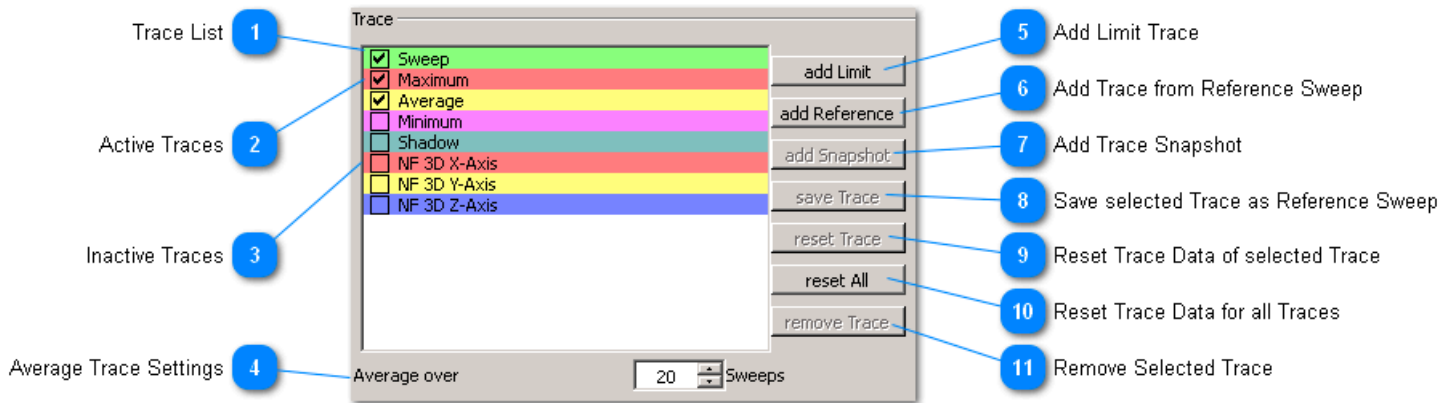 Trace List 1
Active Traces 2
Inactive Traces 3
Average Trace Settings 4
Trace
Sweep
Maximum
Average
Minimum
Shadow
NF 3D X-Axis
NF 3D Y-Axis
NF 3D Z-Axis
add Limit
add Reference
add Snapshot
save Trace
reset Trace
reset All
remove Trace
Average over 20 Sweeps
5 Add Limit Trace
6 Add Trace from Reference Sweep
7 Add Trace Snapshot
8 Save selected Trace as Reference Sweep
9 Reset Trace Data of selected Trace
10 Reset Trace Data for all Traces
11 Remove Selected Trace